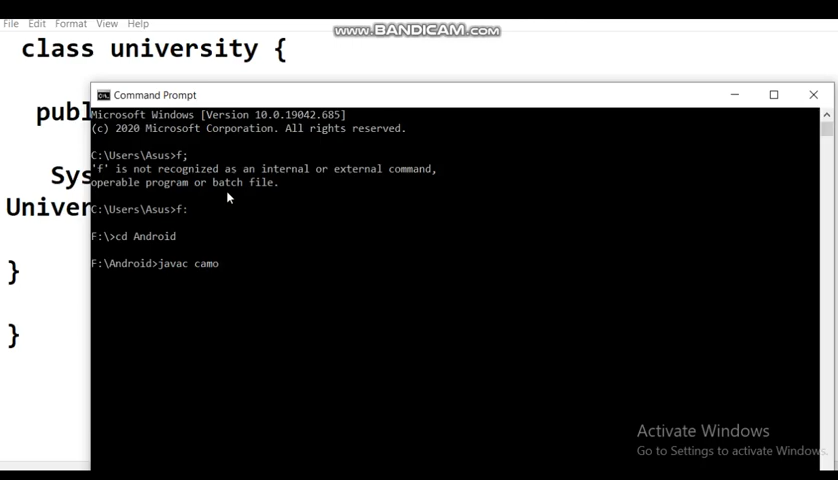 www.BANDICAM.com
File Edit Format View Help
class university {
publ
Sys
Univer
}
}
Command Prompt
Microsoft Windows [Version 10.0.19042.685]
(c) 2020 Microsoft Corporation. All rights reserved.
C:\Users\Asus>f;
'f' is not recognized as an internal or external command,
operable program or batch file.
C:\Users\Asus>f:
F:\>cd Android
F:\Android>javac camo
Activate Windows
Go to Settings to activate Windows.